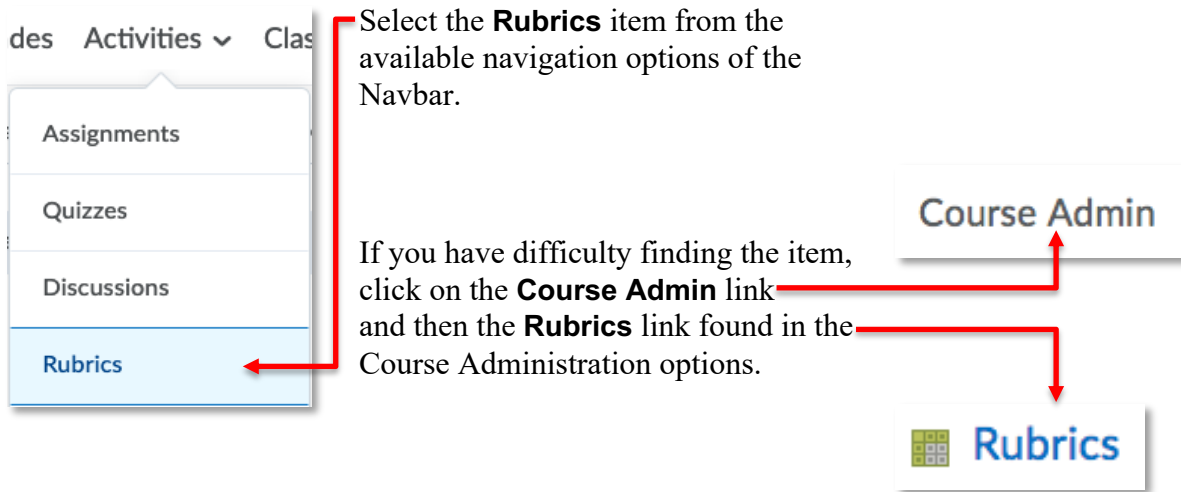 des Activities Clas
Assignments
Quizzes
Discussions
Rubrics
Select the Rubrics item from the
available navigation options of the
Navbar.
If you have difficulty finding the item,
click on the Course Admin link
and then the Rubrics link found in the
Course Administration options.
Course Admin
Rubrics